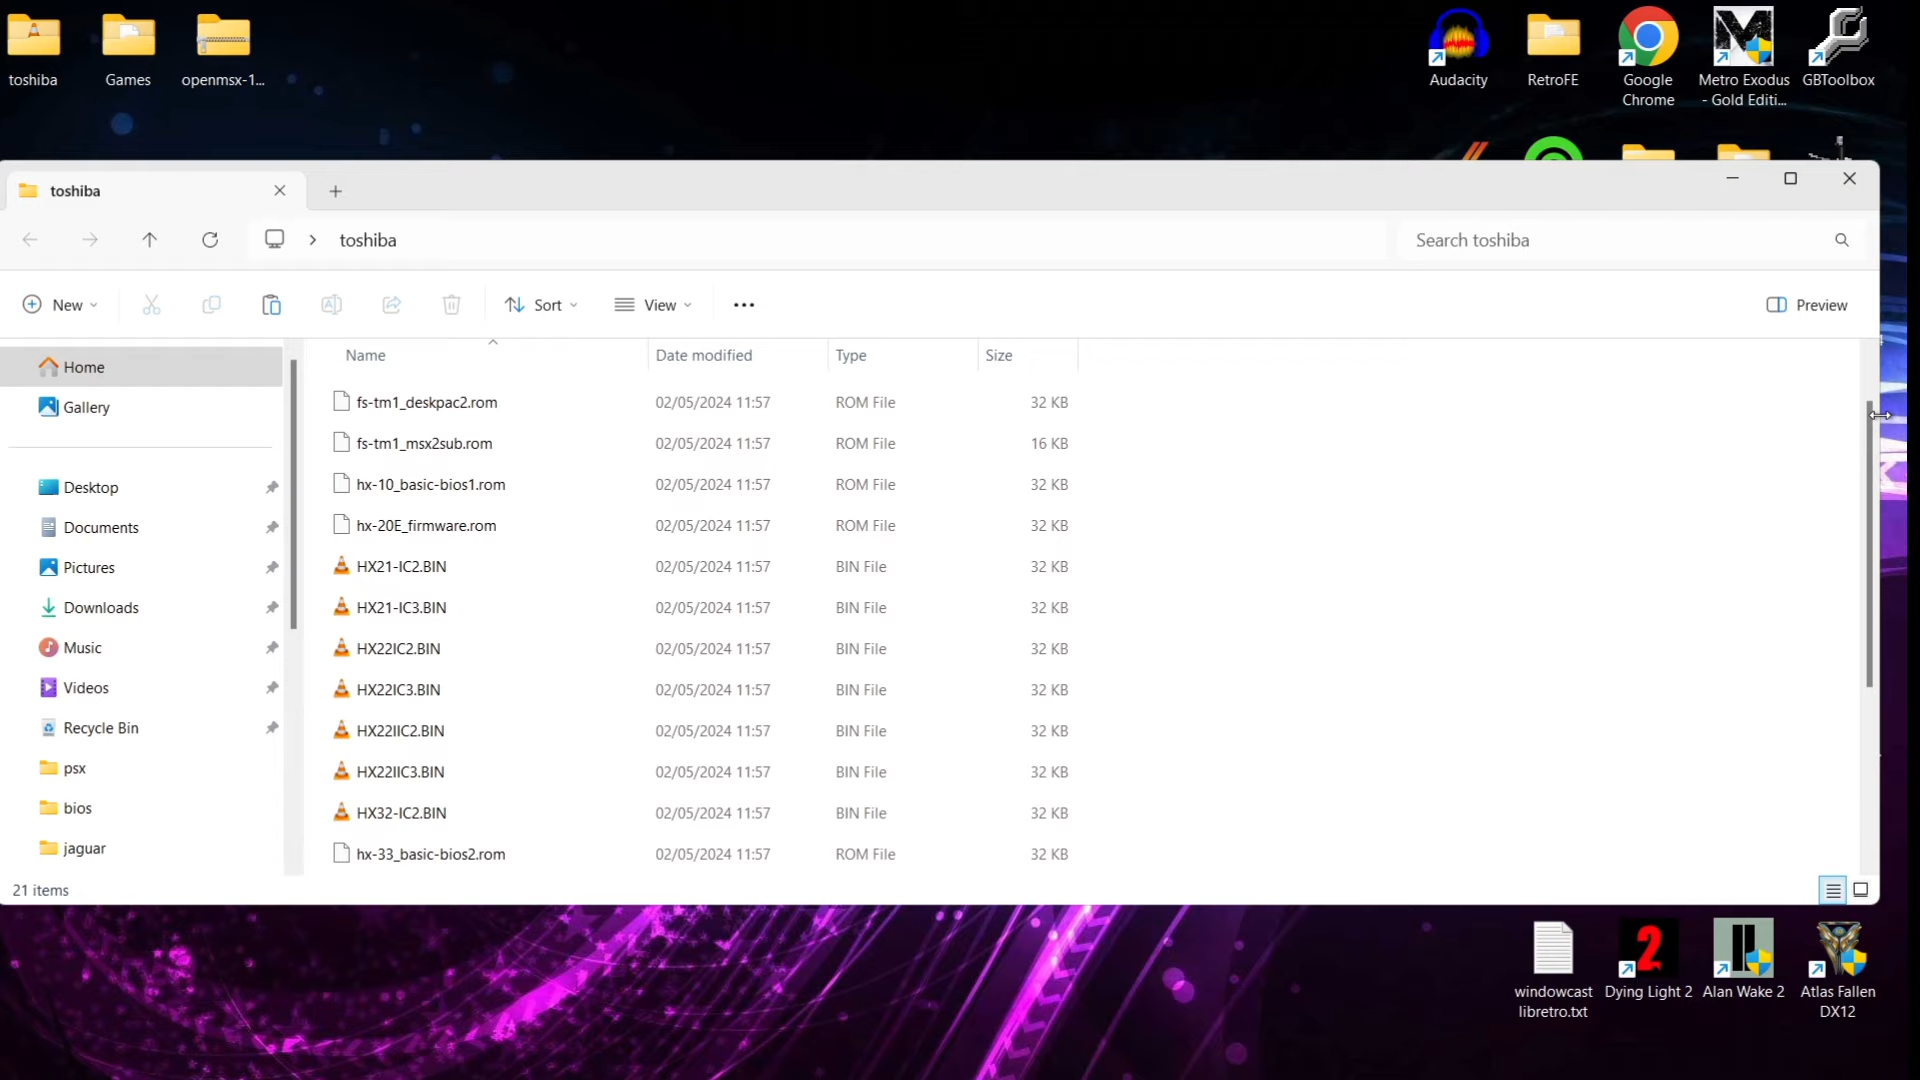 toshiba
Games
openmsx-1...
Audacity
RetroFE
Google
Chrome
Metro Exodus
- Gold Editi...
GBToolbox
toshiba
toshiba
Search toshiba
New
Sort
View
Preview
Home
Gallery
Desktop
Documents
Pictures
Downloads
Music
Videos
Recycle Bin
psx
bios
jaguar
Name Date modified Type Size
fs-tm1_deskpac2.rom 02/05/2024 11:57 ROM File 32 KB
fs-tm1_msx2sub.rom 02/05/2024 11:57 ROM File 16 KB
hx-10_basic-bios1.rom 02/05/2024 11:57 ROM File 32 KB
hx-20E_firmware.rom 02/05/2024 11:57 ROM File 32 KB
HX21-IC2.BIN 02/05/2024 11:57 BIN File 32 KB
HX21-IC3.BIN 02/05/2024 11:57 BIN File 32 KB
HX22IC2.BIN 02/05/2024 11:57 BIN File 32 KB
HX22IC3.BIN 02/05/2024 11:57 BIN File 32 KB
HX22IIC2.BIN 02/05/2024 11:57 BIN File 32 KB
HX22IIC3.BIN 02/05/2024 11:57 BIN File 32 KB
HX32-IC2.BIN 02/05/2024 11:57 BIN File 32 KB
hx-33_basic-bios2.rom 02/05/2024 11:57 ROM File 32 KB
21 items
windowcast
libretro.txt
2
Dying Light 2
Alan Wake 2
Atlas Fallen
DX12